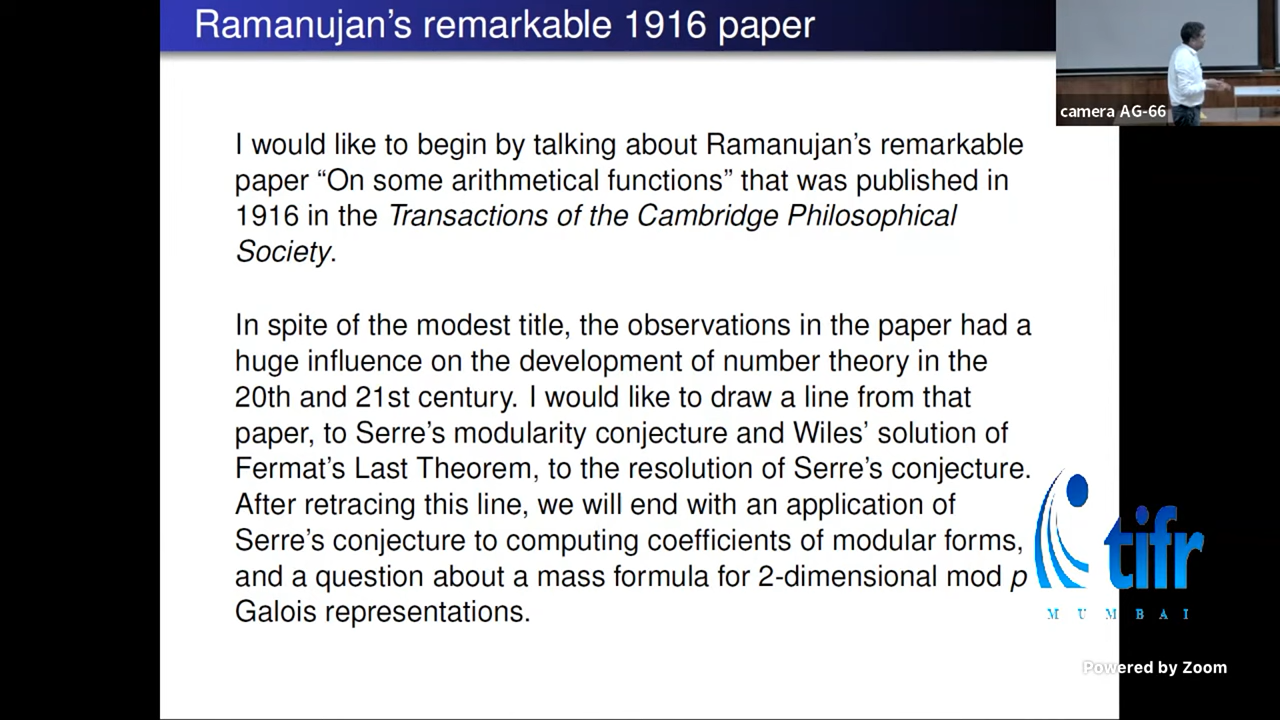 Ramanujan's remarkable 1916 paper
camera AG-66
I would like to begin by talking about Ramanujan's remarkable
paper “On some arithmetical functions” that was published in
1916 in the Transactions of the Cambridge Philosophical
Society.
In spite of the modest title, the observations in the paper had a
huge influence on the development of number theory in the
20th and 21st century. I would like to draw a line from that
paper, to Serre's modularity conjecture and Wiles' solution of
Fermat's Last Theorem, to the resolution of Serre's conjecture.
After retracing this line, we will end with an application of
Serre's conjecture to computing coefficients of modular forms,
and a question about a mass formula for 2-dimensional mod p
Galois representations.
tifr
MUMBAI
Powered by Zoom